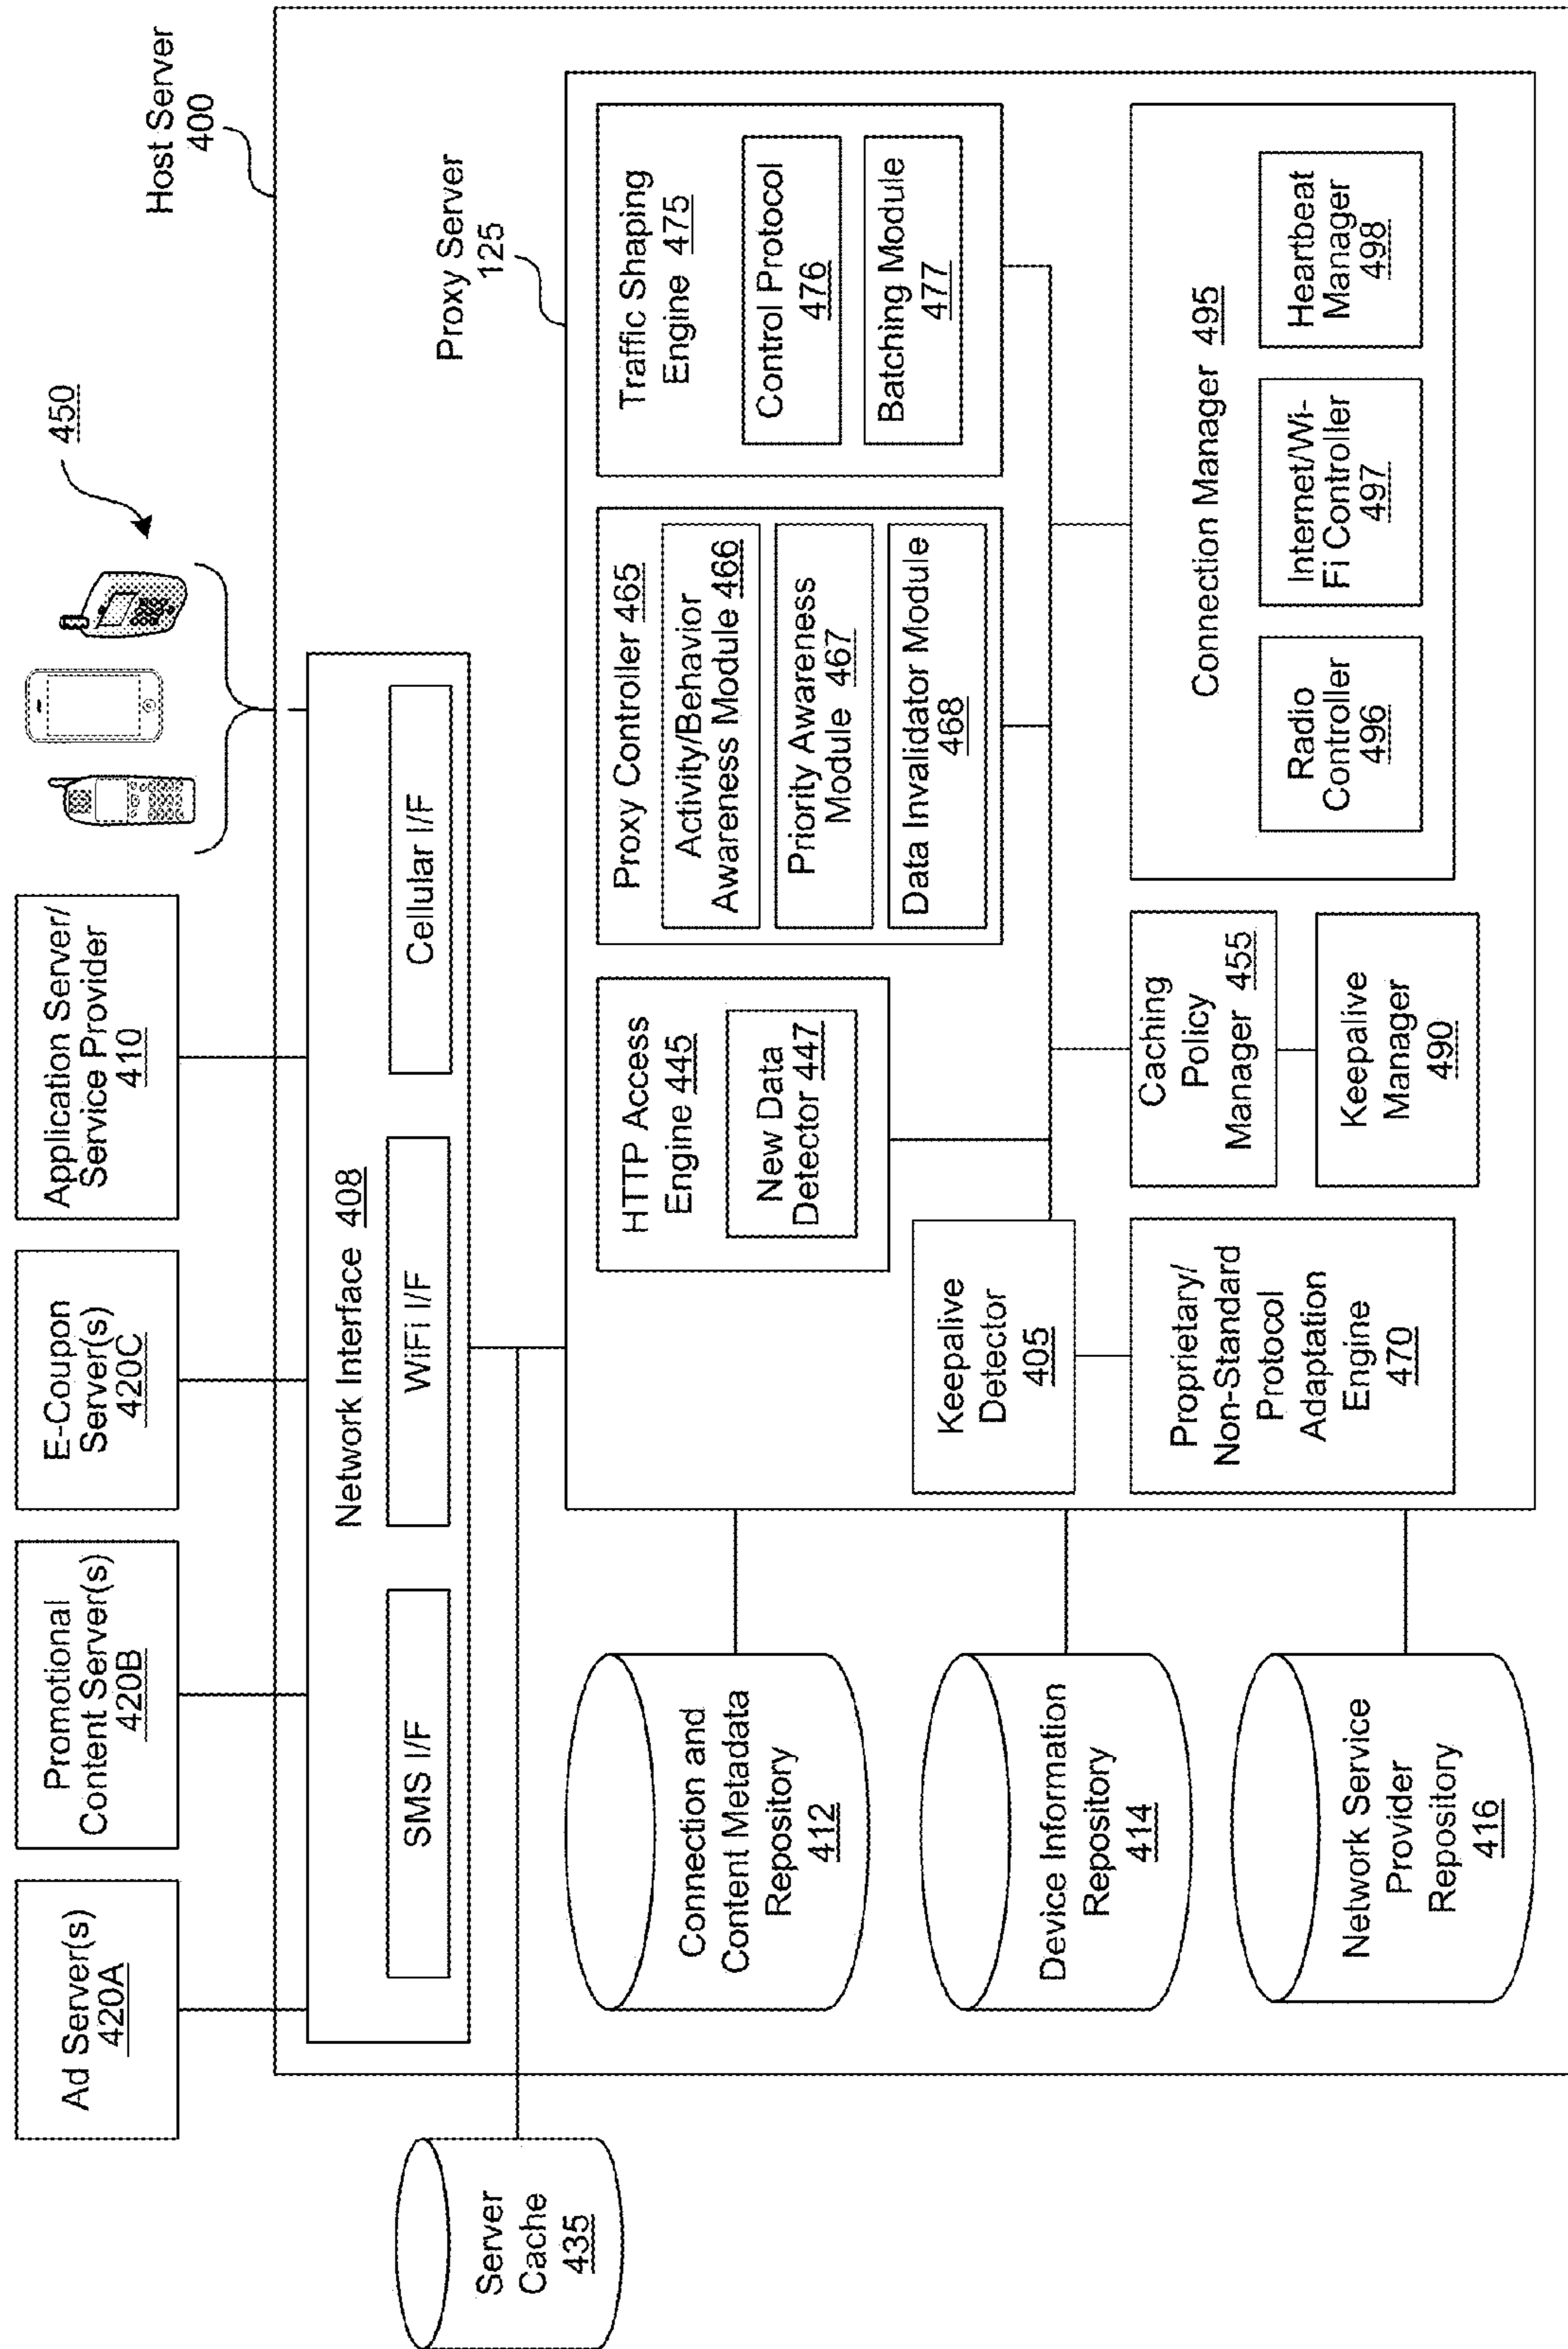 Ad Server(s)
420A
Promotional
Content Server(s)
420B
E-Coupon
Server(s)
420C
Application Server/
Service Provider
410
450
Host Server
400
Server
Cache
435
Network Interface 408
SMS I/F
WiFi I/F
Cellular I/F
Proxy Server
125
Connection and
Content Metadata
Repository
412
Device Information
Repository
414
Network Service
Provider
Repository
416
HTTP Access
Engine 445
New Data
Detector 447
Proxy Controller 465
Activity/Behavior
Awareness Module 466
Priority Awareness
Module 467
Data Invalidator Module
468
Traffic Shaping
Engine 475
Control Protocol
476
Batching Module
477
Keepalive
Detector
405
Proprietary/
Non-Standard
Protocol
Adaptation
Engine
470
Caching
Policy
Manager 455
Keepalive
Manager
490
Connection Manager 495
Radio
Controller
496
Internet/Wi-
Fi Controller
497
Heartbeat
Manager
498